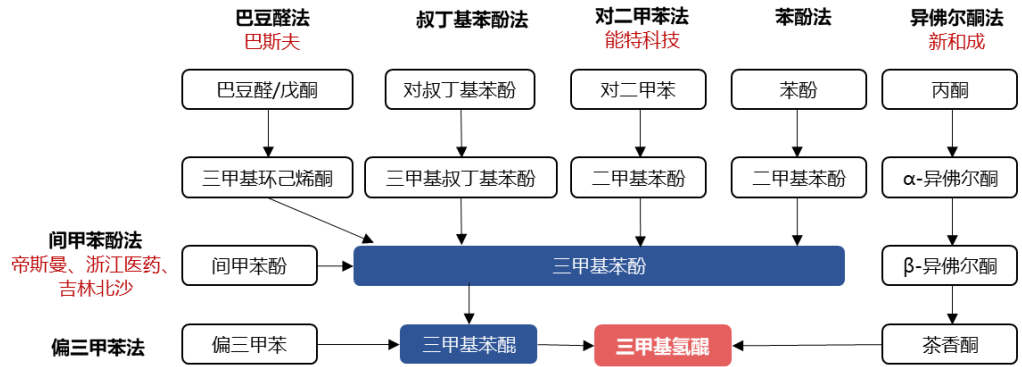 巴豆醛法
叔丁基苯酚法
对二甲苯法
苯酚法
异佛尔酮法
巴斯夫
能特科技
新和成
巴豆醛/戊酮
对叔丁基苯酚
对二甲苯
苯酚
丙酮
三甲基环己烯酮
三甲基叔丁基苯酚
二甲基苯酚
二甲基苯酚
α-异佛尔酮
间甲苯酚法
帝斯曼、浙江医药、
吉林北沙
间甲苯酚
三甲基苯酚
β-异佛尔酮
偏三甲苯法
偏三甲苯
三甲基苯醌
三甲基氢醌
茶香酮